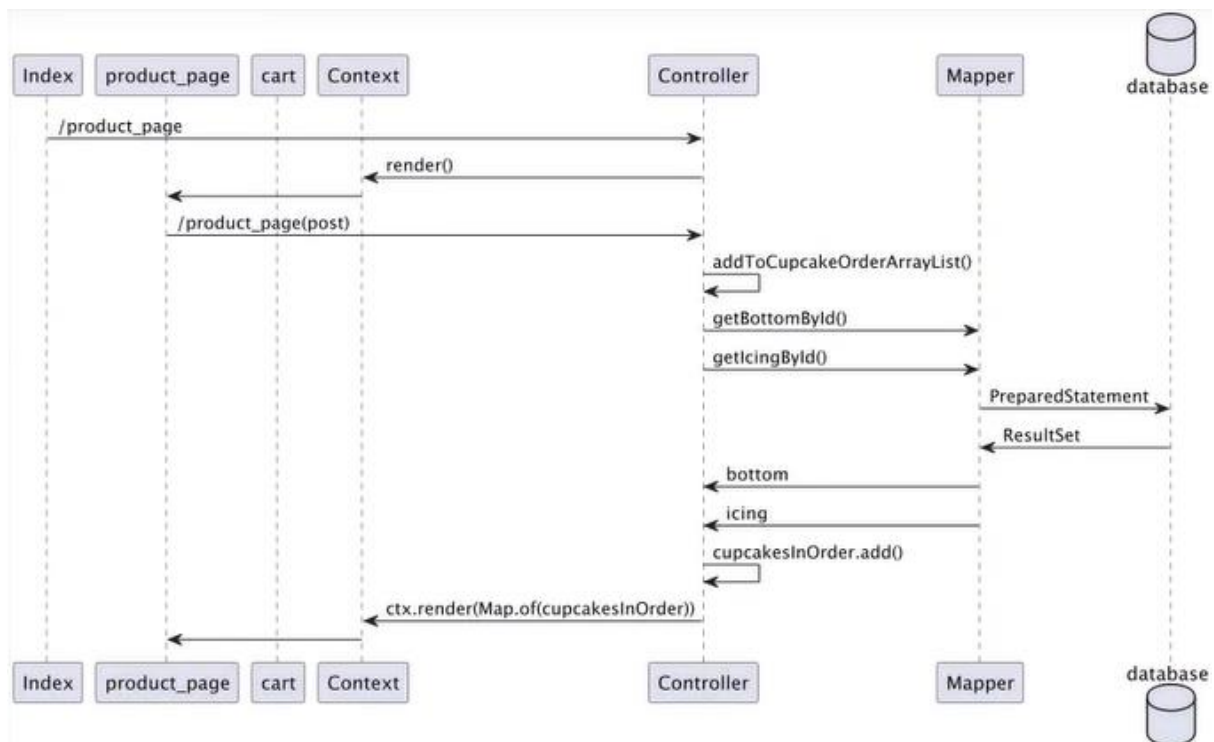 Index
product_page
cart
Context
Controller
Mapper
database
/product_page
render()
/product_page(post)
addToCupcakeOrderArrayList()
getBottomById()
getIcingById()
PreparedStatement
ResultSet
bottom
icing
cupcakesInOrder.add()
ctx.render(Map.of(cupcakesInOrder))
Index
product_page
cart
Context
Controller
Mapper
database